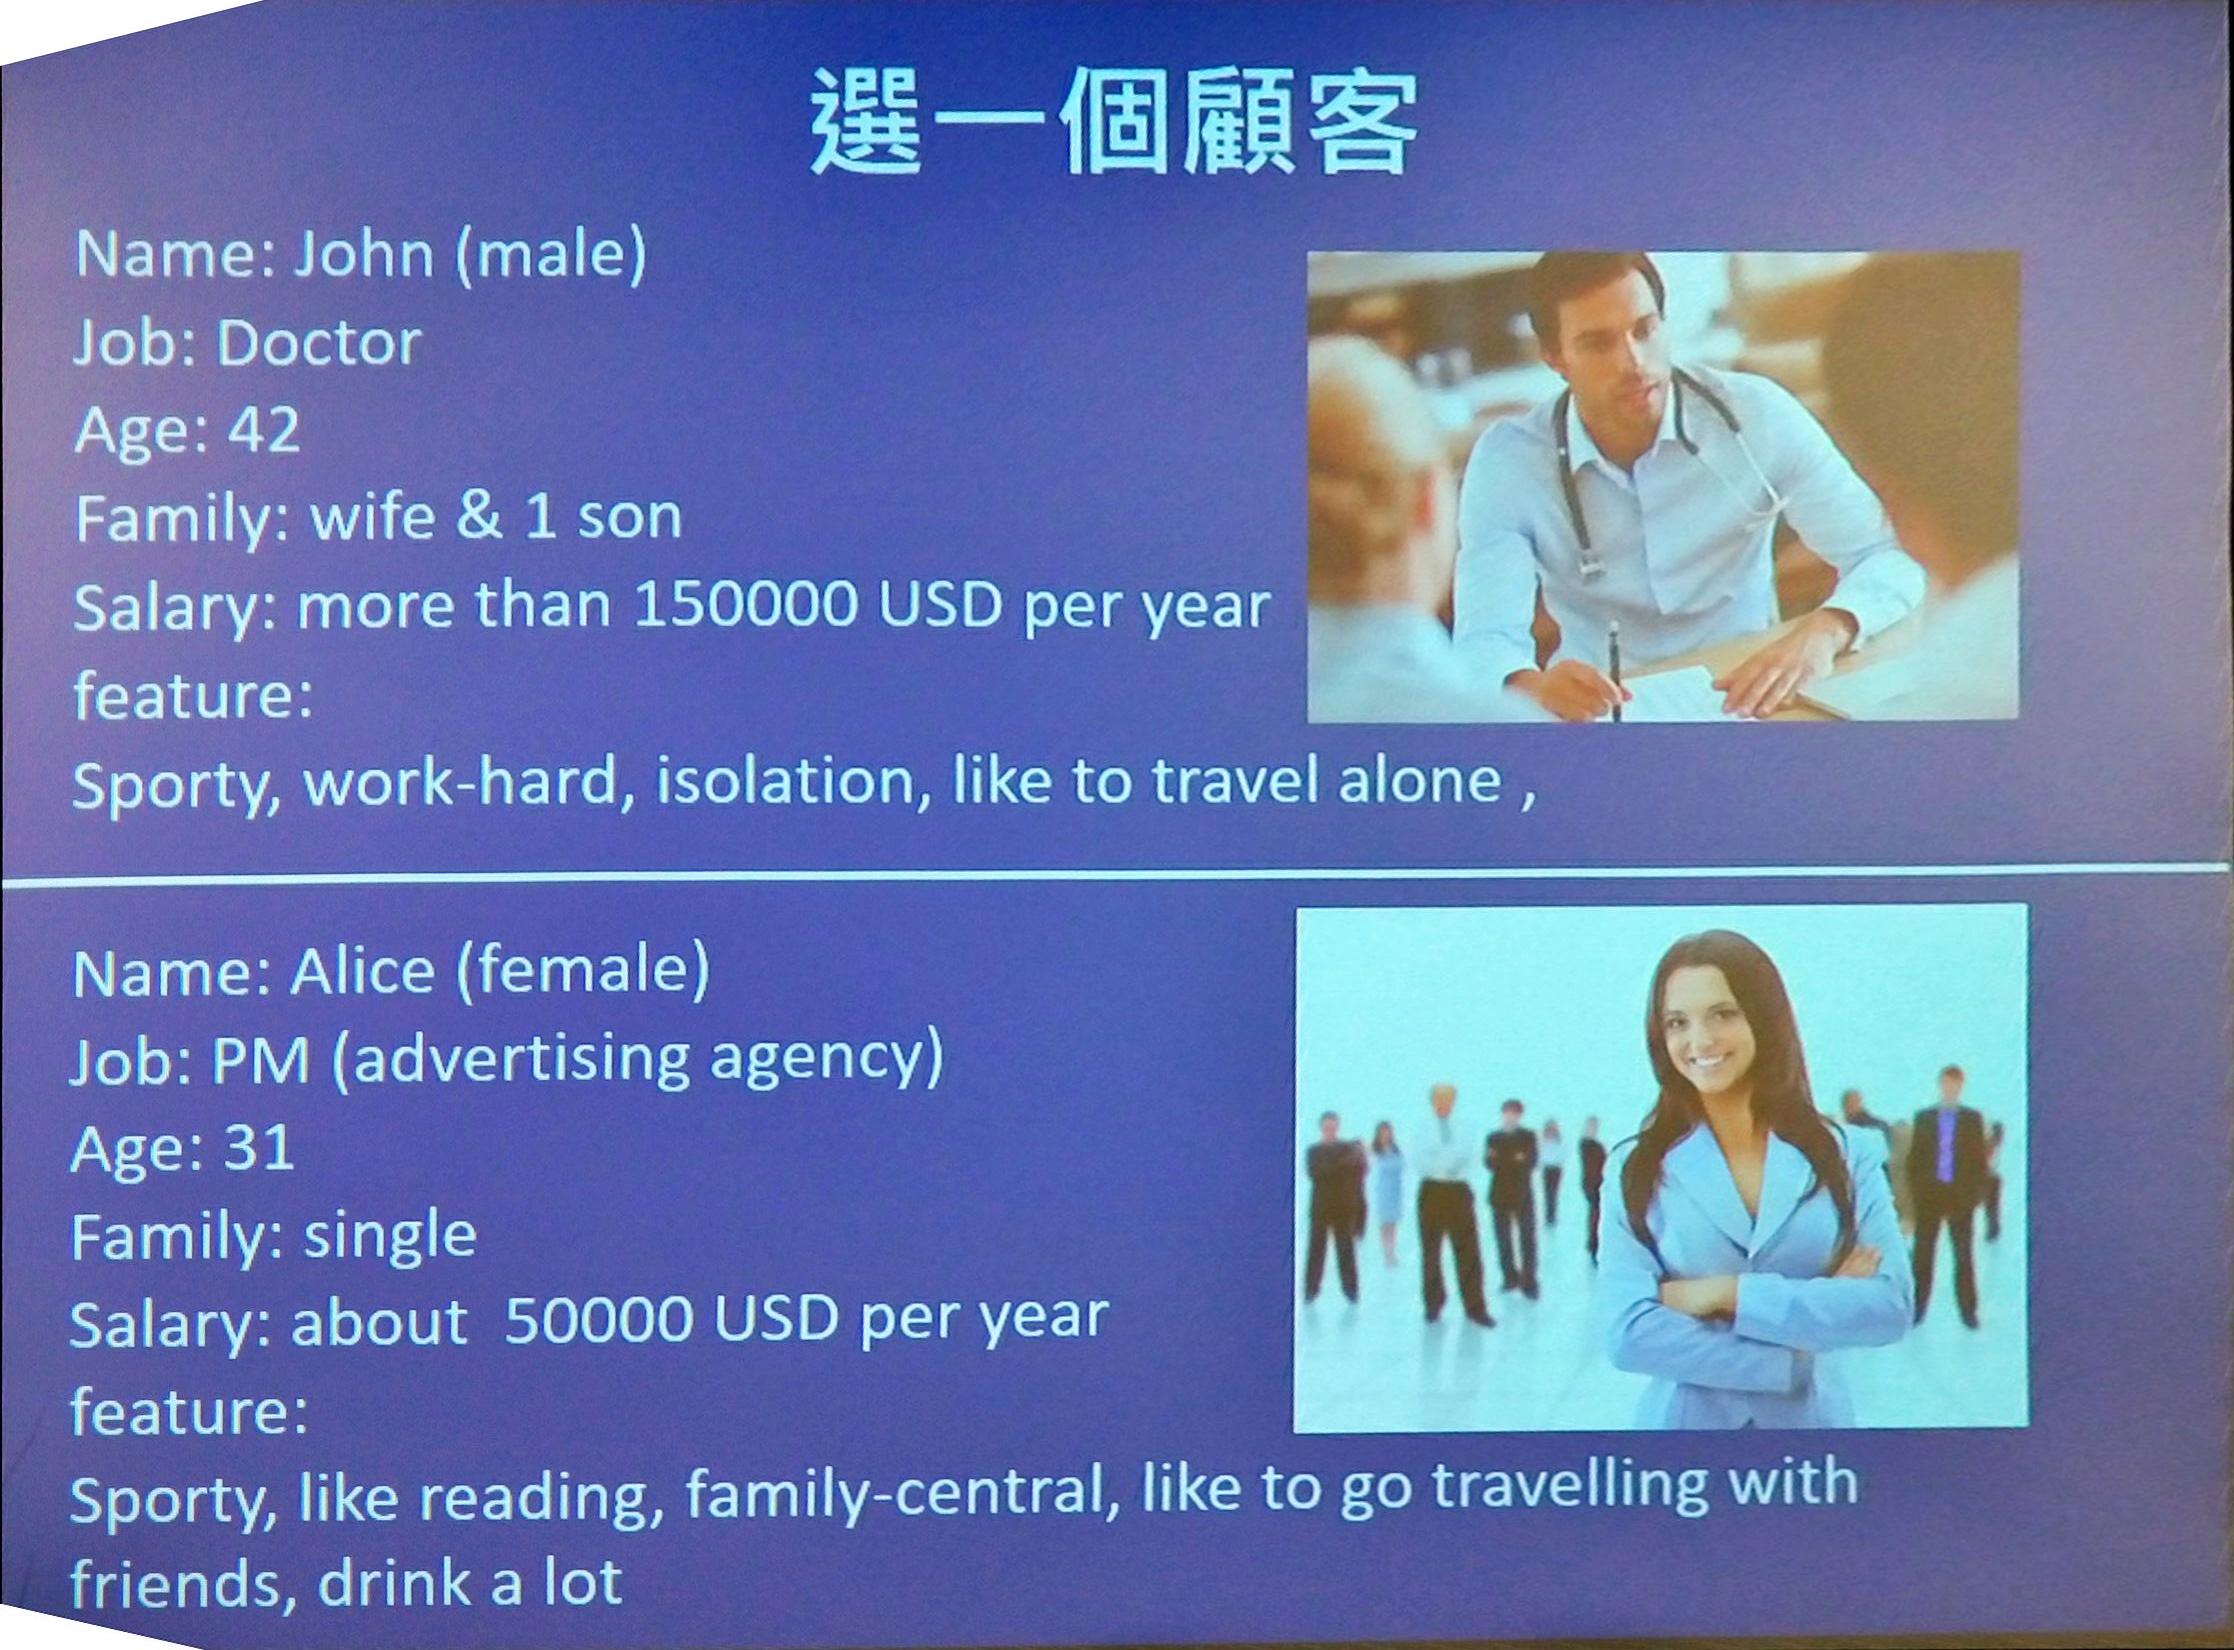 選一個顧客
Name: John (male)
Job: Doctor
Age: 42
Family: wife & 1 son
Salary: more than 150000 USD per year
feature:
Sporty, work-hard, isolation, like to travel alone ,
Name: Alice (female)
Job: PM (advertising agency)
Age: 31
Family: single
Salary: about  50000 USD per year
feature:
Sporty, like reading, family-central, like to go travelling with
friends, drink a lot